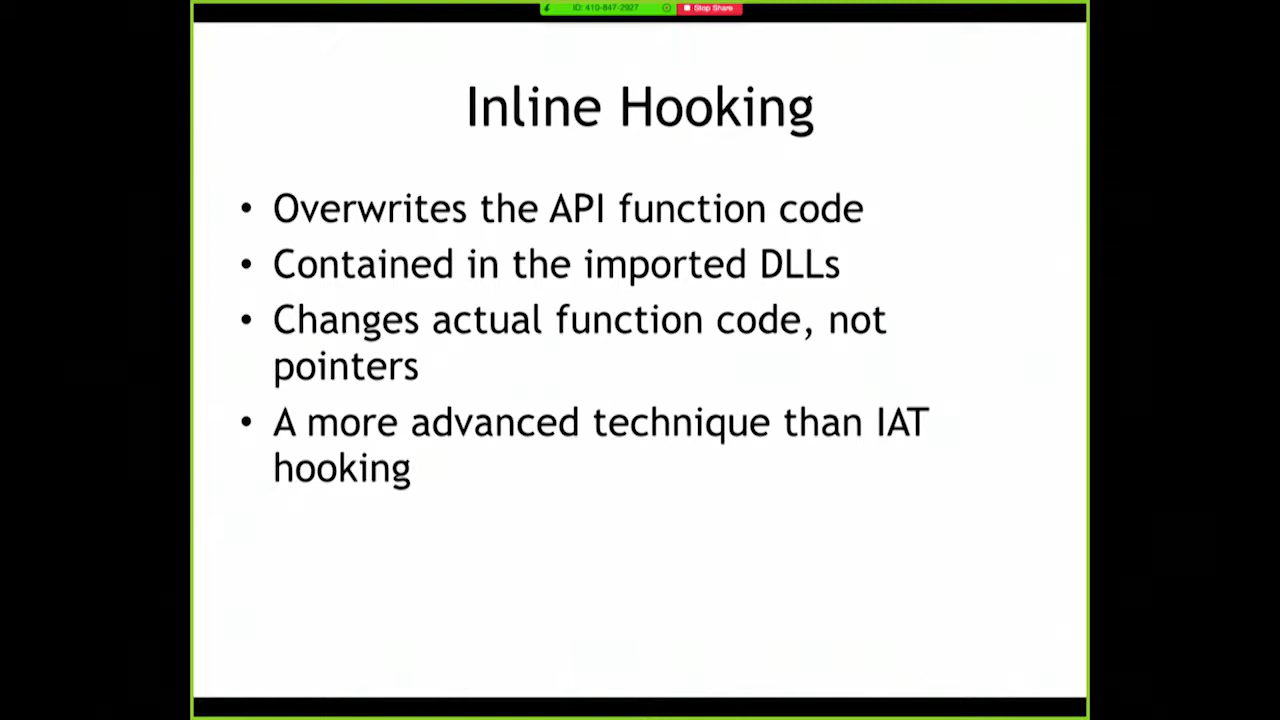 ID: 410-847-2927
Stop Share
Inline Hooking
• Overwrites the API function code
• Contained in the imported DLLs
• Changes actual function code, not
pointers
• A more advanced technique than IAT
hooking